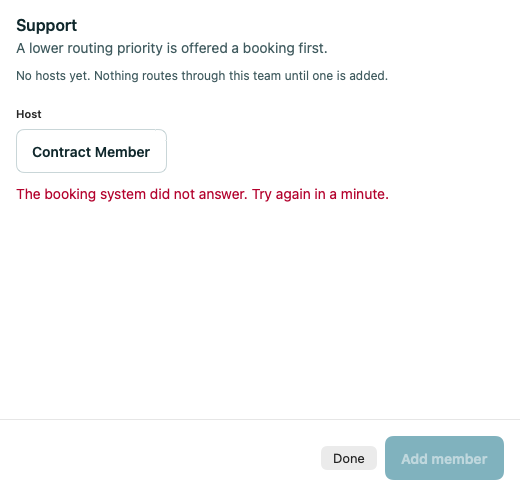 Support
A lower routing priority is offered a booking first.
No hosts yet. Nothing routes through this team until one is added.
Host
Contract Member
The booking system did not answer. Try again in a minute.
Done
Add member